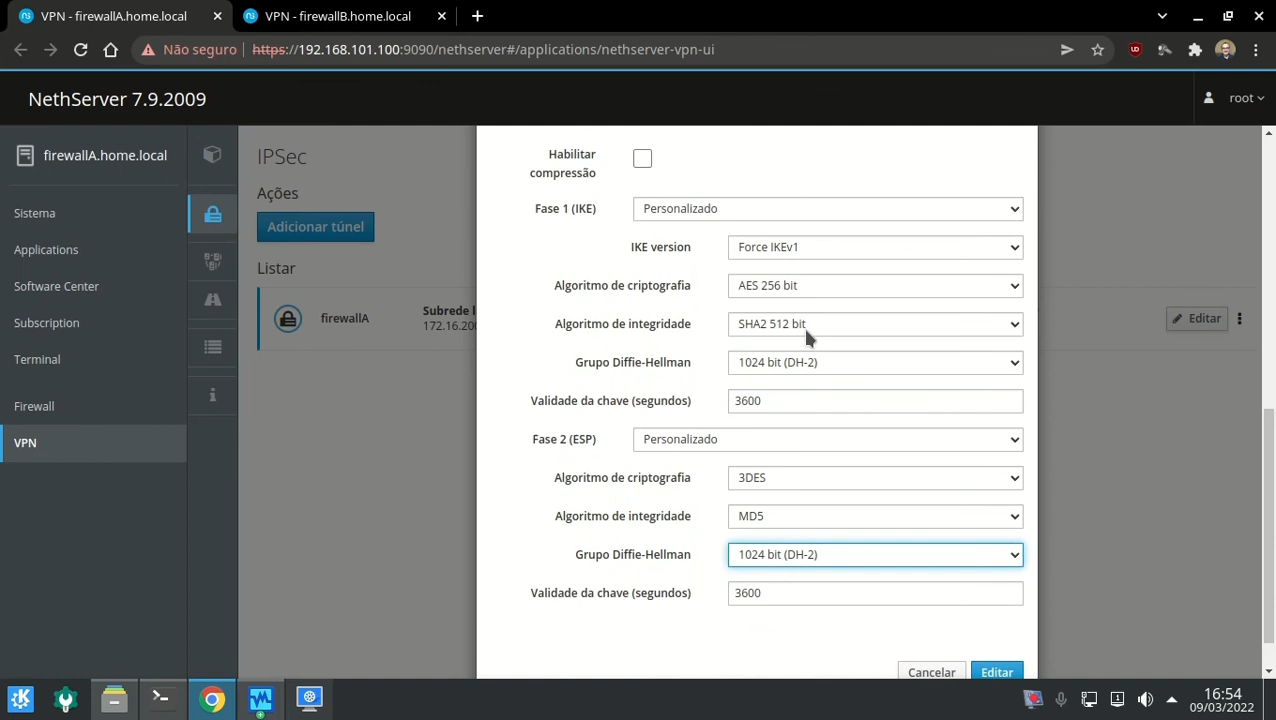 VPN - firewallA.home.local
VPN - firewallB.home.local
Não seguro
https://192.168.101.100:9090/nethserver#/applications/nethserver-vpn-ui
NethServer 7.9.2009
root
firewallA.home.local
Sistema
Applications
Software Center
Subscription
Terminal
Firewall
VPN
IPSec
Ações
Adicionar túnel
Listar
firewallA
Subrede l
172.16.200
Editar
Habilitar
compressão
Fase 1 (IKE)
Personalizado
IKE version
Force IKEv1
Algoritmo de criptografia
AES 256 bit
Algoritmo de integridade
SHA2 512 bit
Grupo Diffie-Hellman
1024 bit (DH-2)
Validade da chave (segundos)
3600
Fase 2 (ESP)
Personalizado
Algoritmo de criptografia
3DES
Algoritmo de integridade
MD5
Grupo Diffie-Hellman
1024 bit (DH-2)
Validade da chave (segundos)
3600
Cancelar
Editar
16:54
09/03/2022